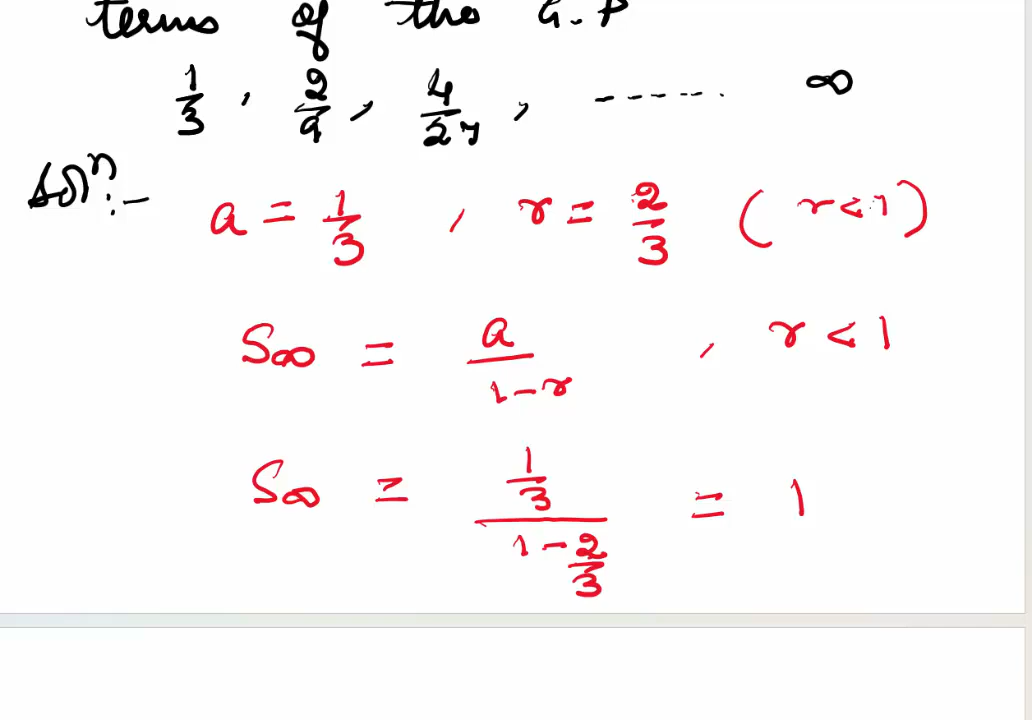 terms of the G.P
1/3, 2/9, 4/27, ------. ∞
Solⁿ:- a = 1/3, r = 2/3 (r<1)
S∞ = a/(1-r), r < 1
S∞ = (1/3)/(1-2/3) = 1